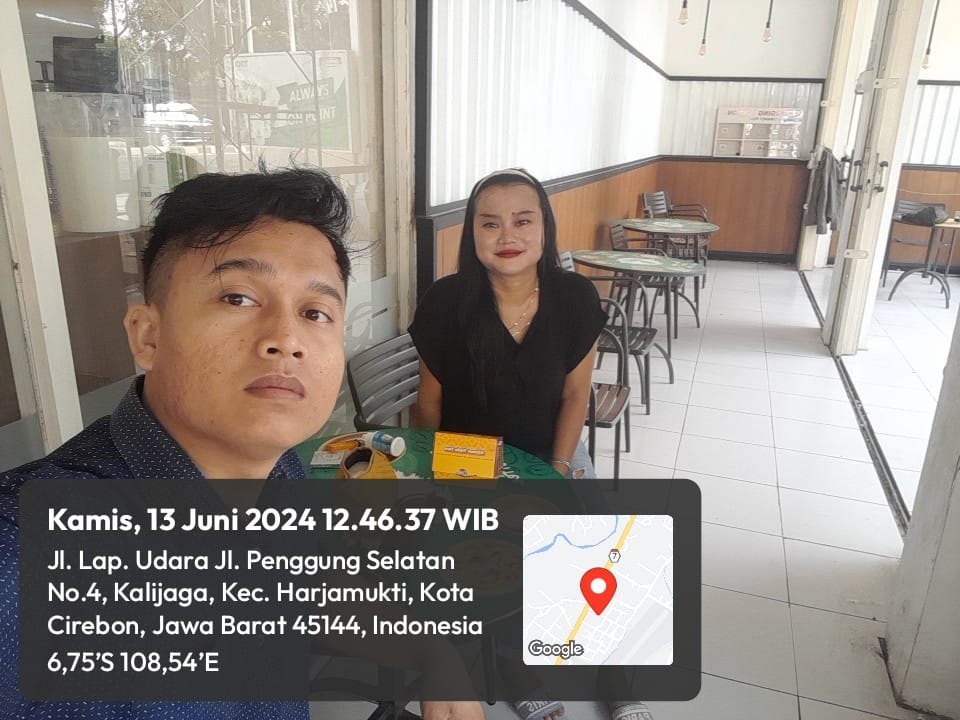 ALWAYS
Kamis, 13 Juni 2024 12.46.37 WIB
Jl. Lap. Udara Jl. Penggung Selatan
No.4, Kalijaga, Kec. Harjamukti, Kota
Cirebon, Jawa Barat 45144, Indonesia
6,75’S 108,54’E
7
Google